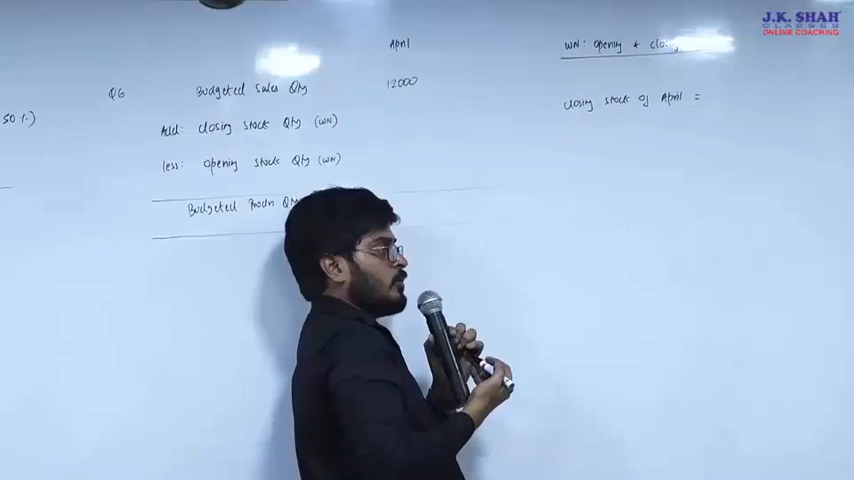 J.K. SHAH
CLASSES
ONLINE COACHING
50 %)
April
Q6 Budgeted Sales Qty 12000
Add: closing stock Qty (WN)
less: opening stock Qty (WN)
Budgeted Prodn Qty
WN: opening & closing
closing stock of April =